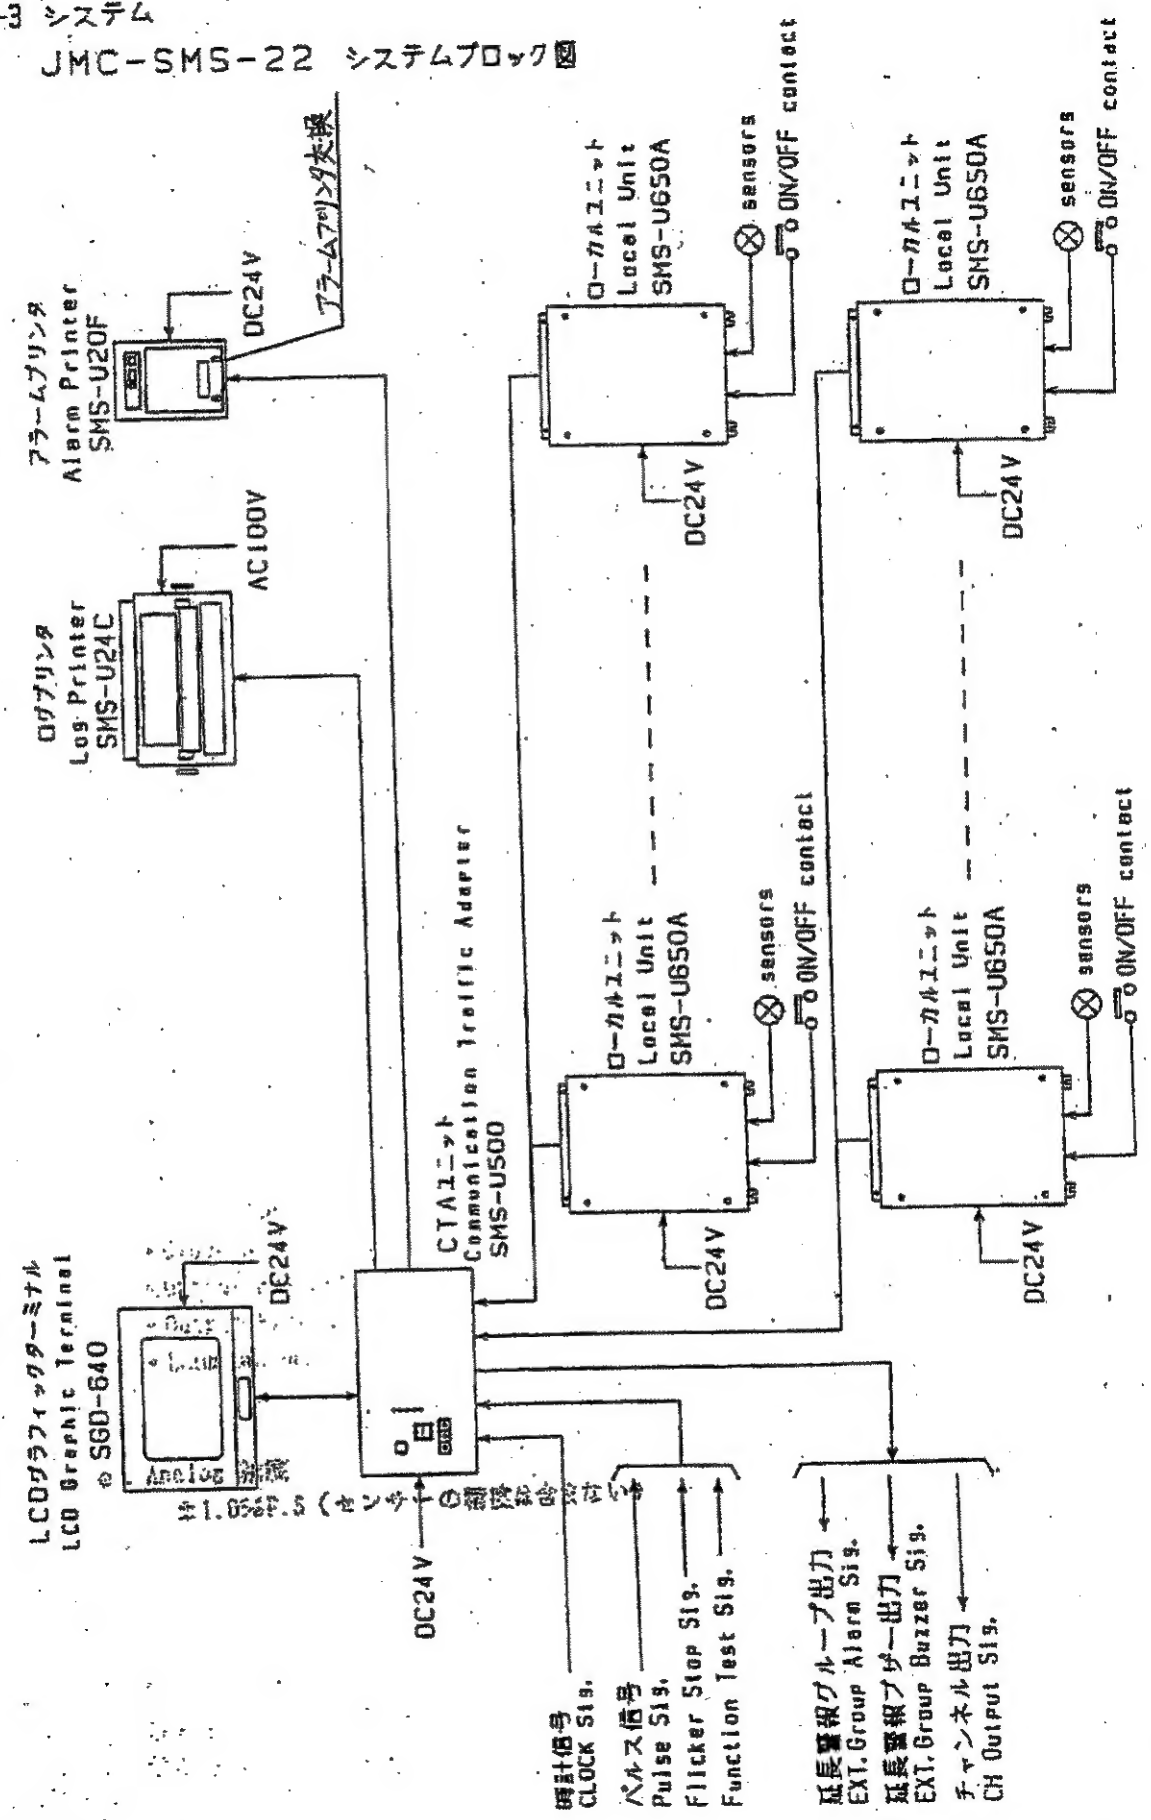 -3 システム
JMC-SMS-22 システムブロック図
アラームプリンタ
Alarm Printer
SMS-U20F
DC24V
アラームプリンタ交換
ログプリンタ
Log Printer
SMS-U24C
AC100V
LCDグラフィックターミナル
LCD Graphic Terminal
SGD-640
DC24V
Analog
CTAユニット
Communication Traffic Adapter
SMS-U500
DC24V
ローカルユニット
Local Unit
SMS-U650A
sensors
ON/OFF contact
DC24V
ローカルユニット
Local Unit
SMS-U650A
sensors
ON/OFF contact
DC24V
ローカルユニット
Local Unit
SMS-U650A
sensors
ON/OFF contact
DC24V
ローカルユニット
Local Unit
SMS-U650A
sensors
ON/OFF contact
DC24V
時計信号
CLOCK Sig.
パルス信号
Pulse Sig.
Flicker Stop Sig.
Function Test Sig.
延長警報グループ出力
EXT.Group Alarm Sig.
延長警報ブザー出力
EXT.Group Buzzer Sig.
チャンネル出力
CH Output Sig.